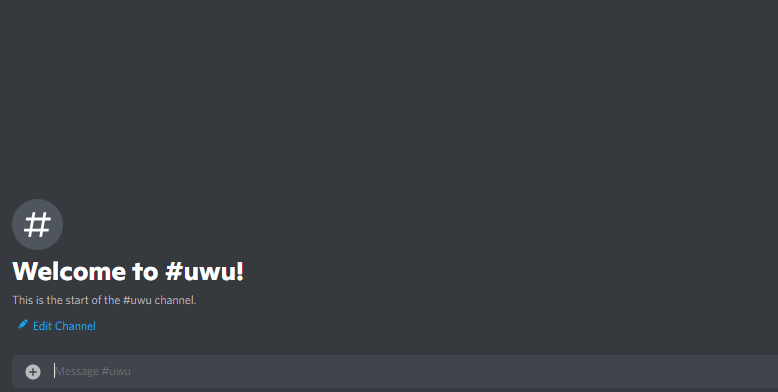 #
Welcome to #uwu!
This is the start of the #uwu channel.
Edit Channel
Message #uwu